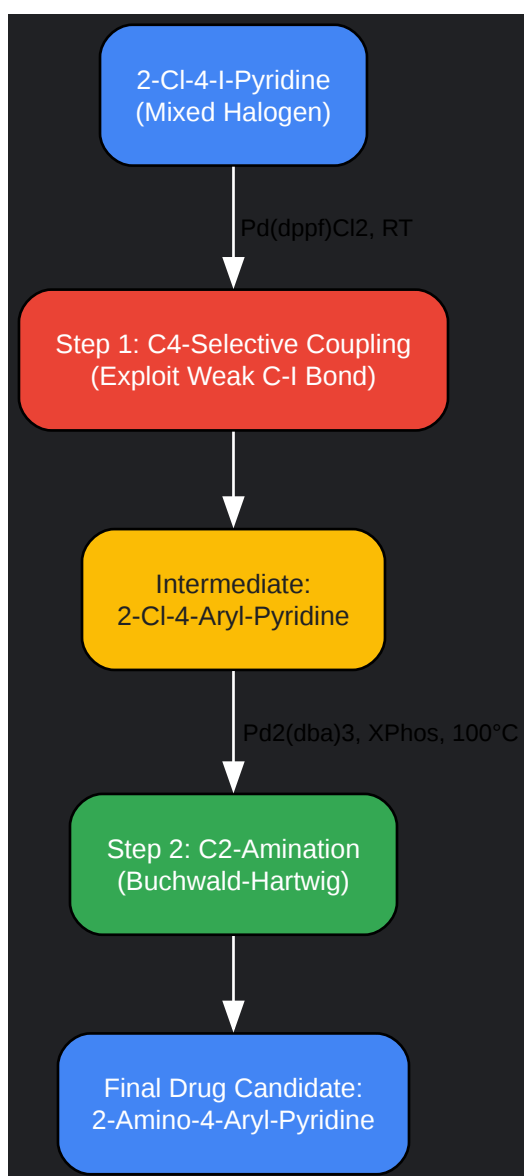 2-Cl-4-I-Pyridine
(Mixed Halogen)
Pd(dppf)Cl2, RT
Step 1: C4-Selective Coupling
(Exploit Weak C-I Bond)
Intermediate:
2-Cl-4-Aryl-Pyridine
Pd2(dba)3, XPhos, 100°C
Step 2: C2-Amination
(Buchwald-Hartwig)
Final Drug Candidate:
2-Amino-4-Aryl-Pyridine